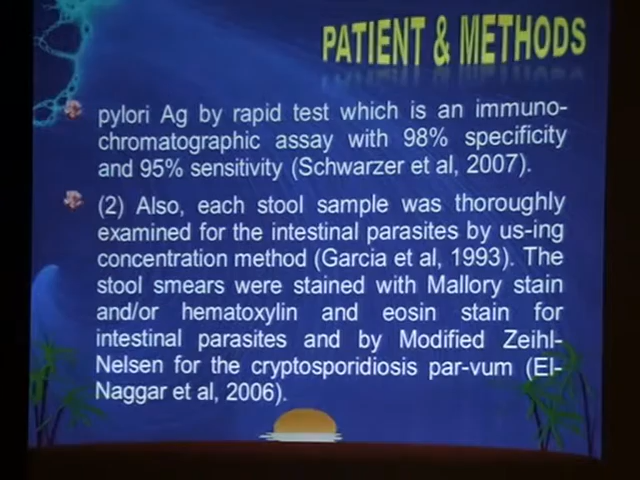 PATIENT & METHODS
pylori Ag by rapid test which is an immuno-
chromatographic assay with 98% specificity
and 95% sensitivity (Schwarzer et al, 2007).
(2) Also, each stool sample was thoroughly
examined for the intestinal parasites by us-ing
concentration method (Garcia et al, 1993). The
stool smears were stained with Mallory stain
and/or hematoxylin and eosin stain for
intestinal parasites and by Modified Zeihl-
Nelsen for the cryptosporidiosis par-vum (El-
Naggar et al, 2006).